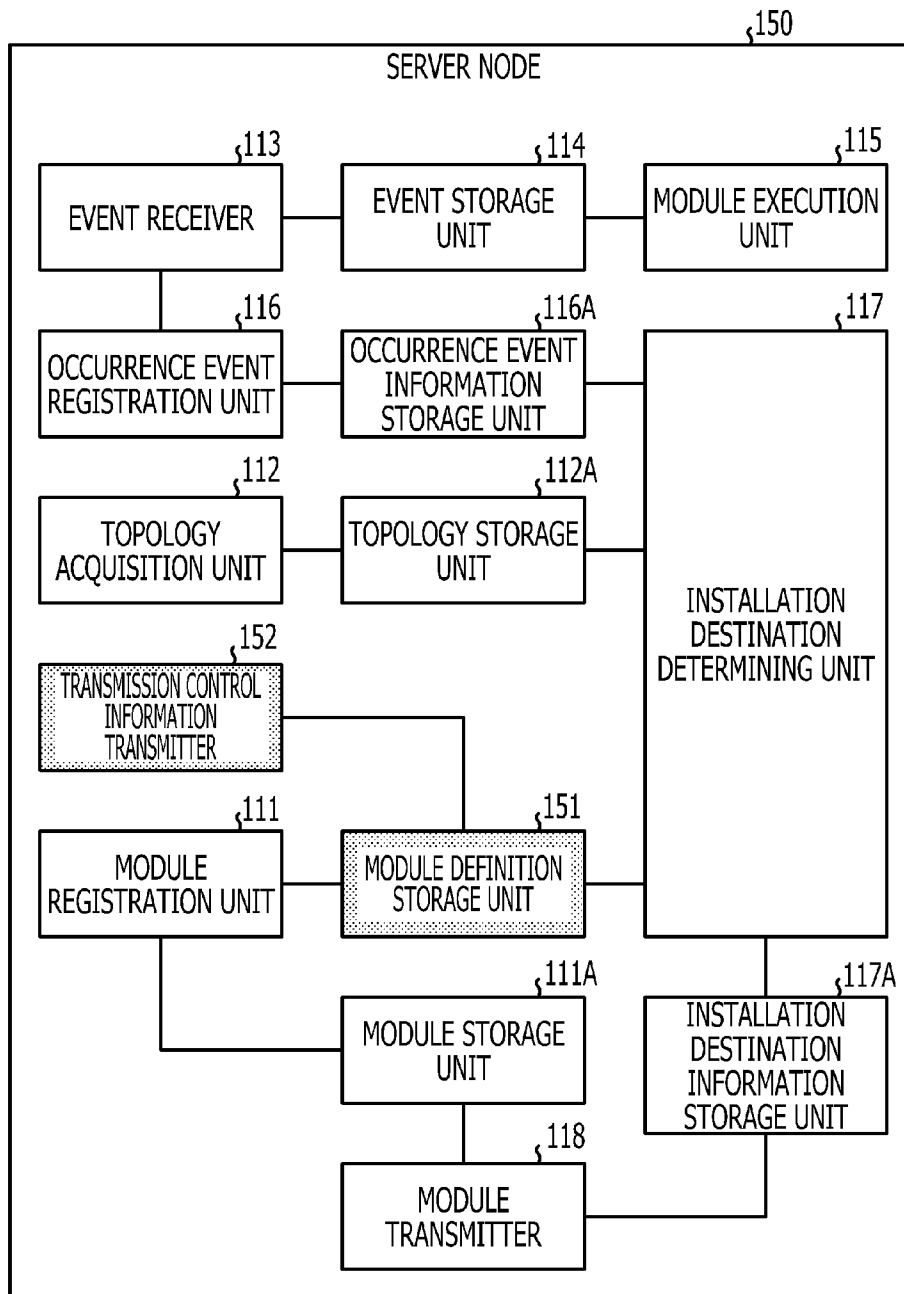 150
SERVER NODE
113
EVENT RECEIVER
114
EVENT STORAGE
UNIT
115
MODULE EXECUTION
UNIT
116
OCCURRENCE EVENT
REGISTRATION UNIT
116A
OCCURRENCE EVENT
INFORMATION
STORAGE UNIT
117
INSTALLATION
DESTINATION
DETERMINING UNIT
112
TOPOLOGY
ACQUISITION UNIT
112A
TOPOLOGY STORAGE
UNIT
152
TRANSMISSION CONTROL
INFORMATION
TRANSMITTER
111
MODULE
REGISTRATION UNIT
151
MODULE DEFINITION
STORAGE UNIT
111A
MODULE STORAGE
UNIT
117A
INSTALLATION
DESTINATION
INFORMATION
STORAGE UNIT
118
MODULE
TRANSMITTER